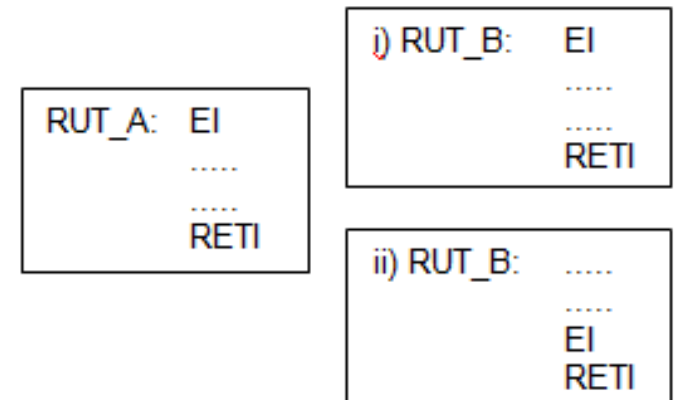 RUT_A: EI
.....
.....
RETI
i) RUT_B: EI
.....
.....
RETI
ii) RUT_B: .....
.....
EI
RETI